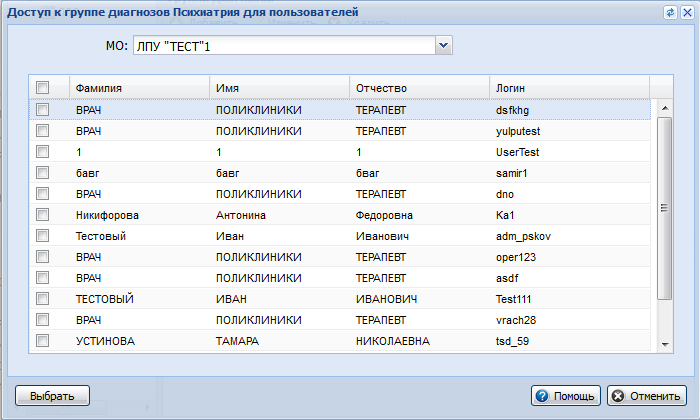 Доступ к группе диагнозов Психиатрия для пользователей
МО: ЛПУ "ТЕСТ"1
Фамилия Имя Отчество Логин
ВРАЧ ПОЛИКЛИНИКИ ТЕРАПЕВТ dsfkhg
ВРАЧ ПОЛИКЛИНИКИ ТЕРАПЕВТ yulputest
1 1 1 UserTest
бавг бавг бваг samir1
ВРАЧ ПОЛИКЛИНИКИ ТЕРАПЕВТ dno
Никифорова Антонина Федоровна Ka1
Тестовый Иван Иванович adm_pskov
ВРАЧ ПОЛИКЛИНИКИ ТЕРАПЕВТ oper123
ВРАЧ ПОЛИКЛИНИКИ ТЕРАПЕВТ asdf
ТЕСТОВЫЙ ИВАН ИВАНОВИЧ Test111
ВРАЧ ПОЛИКЛИНИКИ ТЕРАПЕВТ vrach28
УСТИНОВА ТАМАРА НИКОЛАЕВНА tsd_59
Выбрать Помощь Отменить